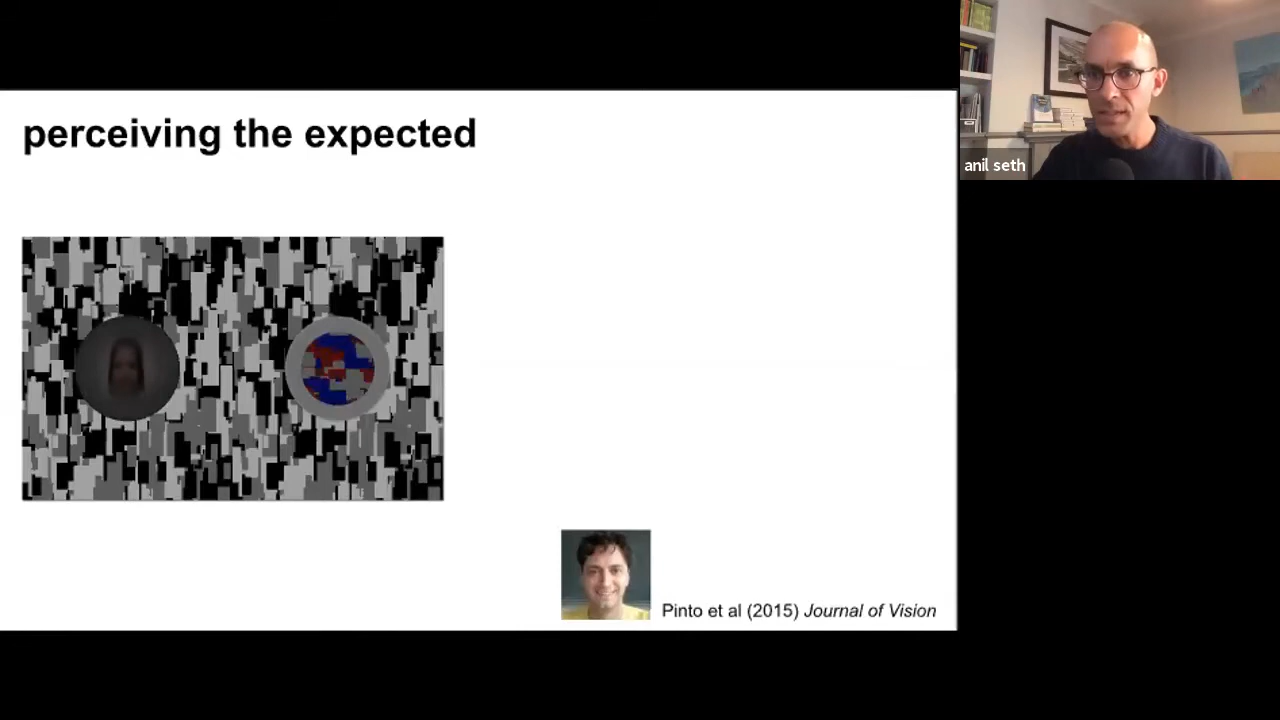 perceiving the expected
anil seth
Pinto et al (2015) Journal of Vision